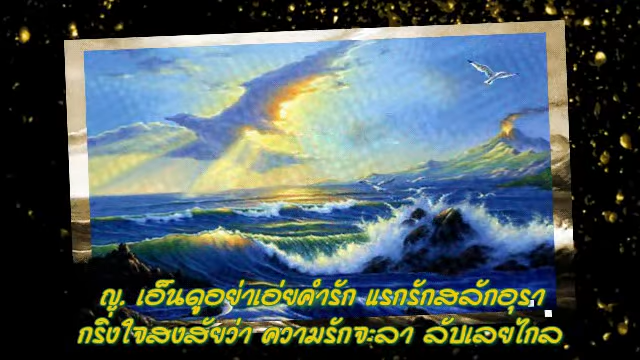 ญ. เอ็นดูอย่าเอ่ยคำรัก แรกรักสลักอุรา
กริ่งใจสงสัยว่า ความรักจะลา ลับเลยไกล